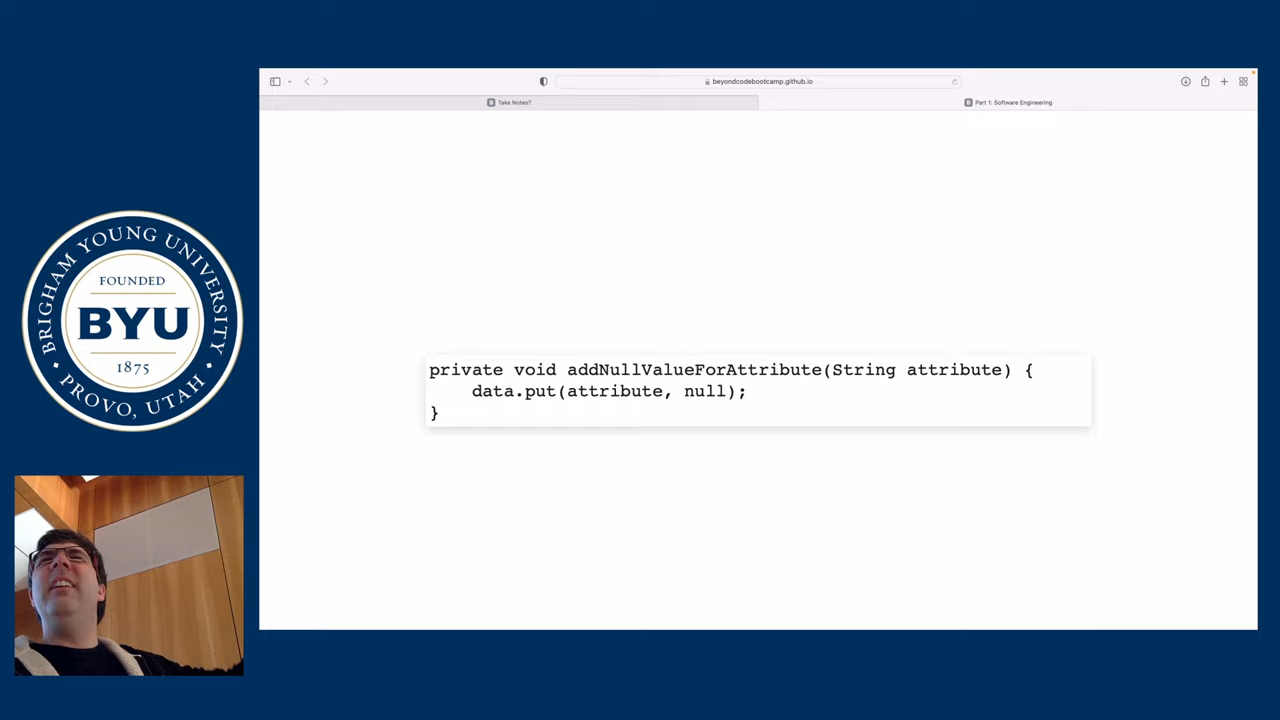 beyondcodebootcamp.github.io
Take Notes?
Part 1: Software Engineering
BRIGHAM YOUNG UNIVERSITY
FOUNDED
BYU
1875
PROVO, UTAH
private void addNullValueForAttribute(String attribute) {
    data.put(attribute, null);
}